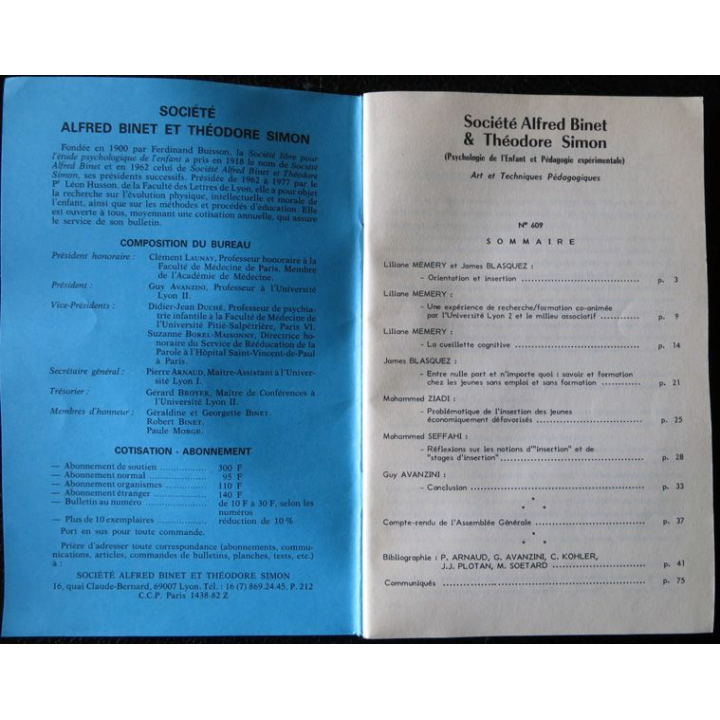 SOCIÉTÉ
ALFRED BINET ET THÉODORE SIMON
Fondée en 1900 par Ferdinand Buisson, la Société libre pour
l'étude psychologique de l'enfant a pris en 1918 le nom de Société
Alfred Binet et en 1962 celui de Société Alfred Binet et Théodore
Simon, ses présidents successifs. Présidée de 1962 à 1977 par le
Pr Léon Husson, de la Faculté des Lettres de Lyon, elle a pour objet
la recherche sur l'évolution physique, intellectuelle et morale de
l'enfant, ainsi que sur les méthodes et procédés d'éducation. Elle
est ouverte à tous, moyennant une cotisation annuelle, qui assure
le service de son bulletin.
COMPOSITION DU BUREAU
Président honoraire : Clément LAUNAY, Professeur honoraire à la
Faculté de Médecine de Paris, Membre
de l'Académie de Médecine.
Président : Guy AVANZINI, Professeur à l'Université
Lyon II.
Vice-Présidents : Didier-Jean DUCHÉ, Professeur de psychia-
trie infantile à la Faculté de Médecine de
l'Université Pitié-Salpêtrière, Paris VI.
Suzanne BOREL-MAISONNY, Directrice ho-
noraire du Service de Rééducation de la
Parole à l'Hôpital Saint-Vincent-de-Paul
à Paris.
Secrétaire général : Pierre ARNAUD, Maître-Assistant à l'Univer-
sité Lyon I.
Trésorier : Gérard BROYER, Maître de Conférences à
l'Université Lyon II.
Membres d'honneur : Géraldine et Georgette BINET
Robert BINET,
Paule MORGE.
COTISATION - ABONNEMENT
— Abonnement de soutien 300 F
— Abonnement normal 95 F
— Abonnement organismes 110 F
— Abonnement étranger 140 F
— Bulletin au numéro de 10 F à 30 F, selon les
numéros
— Plus de 10 exemplaires réduction de 10 %
Port en sus pour toute commande.
Prière d'adresser toute correspondance (abonnements, commu-
nications, articles, commandes de bulletins, planches, tests, etc.)
à :
SOCIÉTÉ ALFRED BINET ET THÉODORE SIMON
16, quai Claude-Bernard, 69007 Lyon. Tél. : 16 (7) 869.24.45, P. 212
C.C.P. Paris 1438-82 Z
Société Alfred Binet
& Théodore Simon
(Psychologie de l'Enfant et Pédagogie expérimentale)
Art et Techniques Pédagogiques
N° 609
SOMMAIRE
Liliane MEMERY et James BLASQUEZ :
- Orientation et insertion p. 3
Liliane MEMERY :
- Une expérience de recherche/formation co-animée
par l'Université Lyon 2 et le milieu associatif p. 9
Liliane MEMERY :
- La cueillette cognitive p. 14
James BLASQUEZ :
- Entre nulle part et n'importe quoi : savoir et formation
chez les jeunes sans emploi et sans formation p. 21
Mohammed ZIADI :
- Problématique de l'insertion des jeunes
économiquement défavorisés p. 25
Mohammed SEFFAHI :
- Réflexions sur les notions d'"insertion" et de
"stages d'insertion" p. 28
Guy AVANZINI :
- Conclusion p. 33
*
* *
Compte-rendu de l'Assemblée Générale p. 37
*
* *
Bibliographie : P. ARNAUD, G. AVANZINI, C. KOHLER,
J.J. PLOTAN, M. SOETARD p. 41
Communiqués p. 75